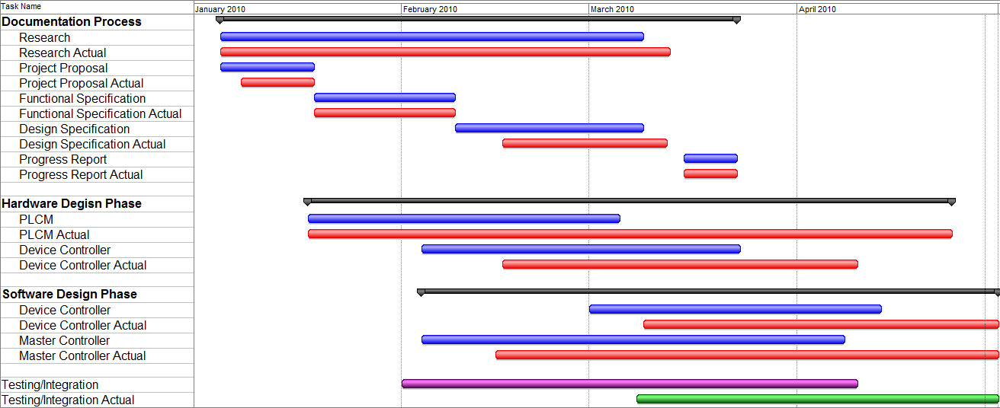 Task Name
January 2010 February 2010 March 2010 April 2010
Documentation Process
Research
Research Actual
Project Proposal
Project Proposal Actual
Functional Specification
Functional Specification Actual
Design Specification
Design Specification Actual
Progress Report
Progress Report Actual
Hardware Degisn Phase
PLCM
PLCM Actual
Device Controller
Device Controller Actual
Software Design Phase
Device Controller
Device Controller Actual
Master Controller
Master Controller Actual
Testing/Integration
Testing/Integration Actual